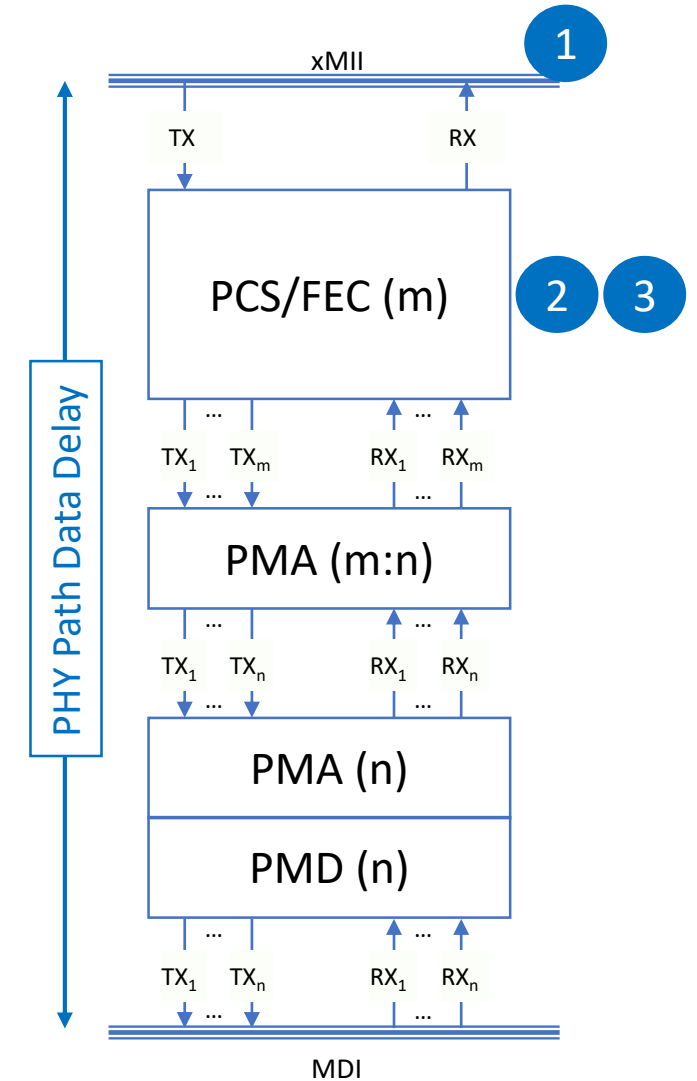 1
xMII
TX RX
PCS/FEC (m)
2 3
... ...
TX₁ TXₘ RX₁ RXₘ
... ...
PMA (m:n)
... ...
TX₁ TXₙ RX₁ RXₙ
... ...
PMA (n)
PMD (n)
... ...
TX₁ TXₙ RX₁ RXₙ
... ...
MDI
PHY Path Data Delay